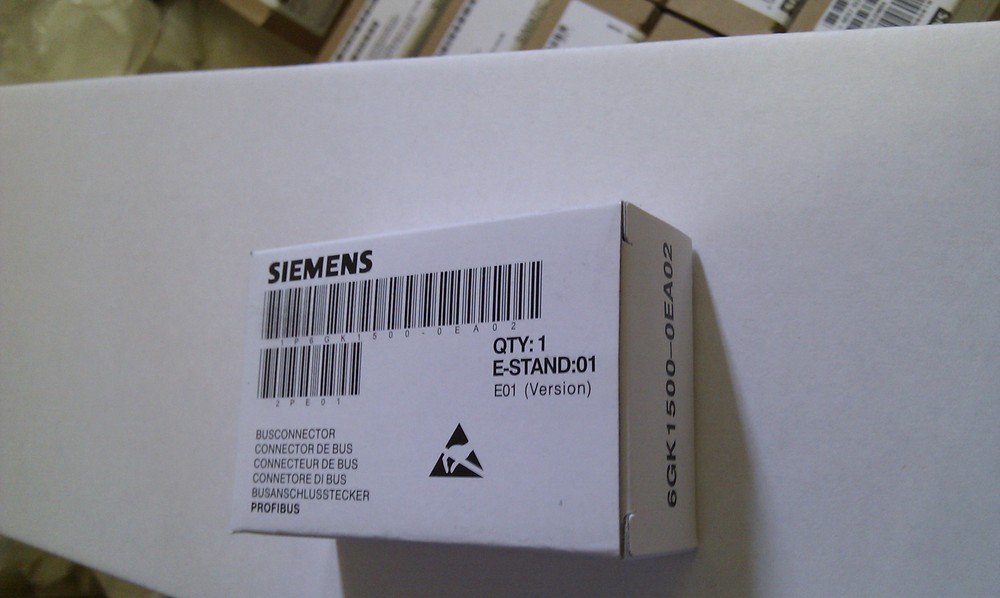 SIEMENS
1P6GK1500-0EA02
2PE01
QTY: 1
E-STAND:01
E01 (Version)
BUSCONNECTOR
CONNECTOR DE BUS
CONNECTEUR DE BUS
CONNETORE DI BUS
BUSANSCHLUSSTECKER
PROFIBUS
6GK1500-0EA02